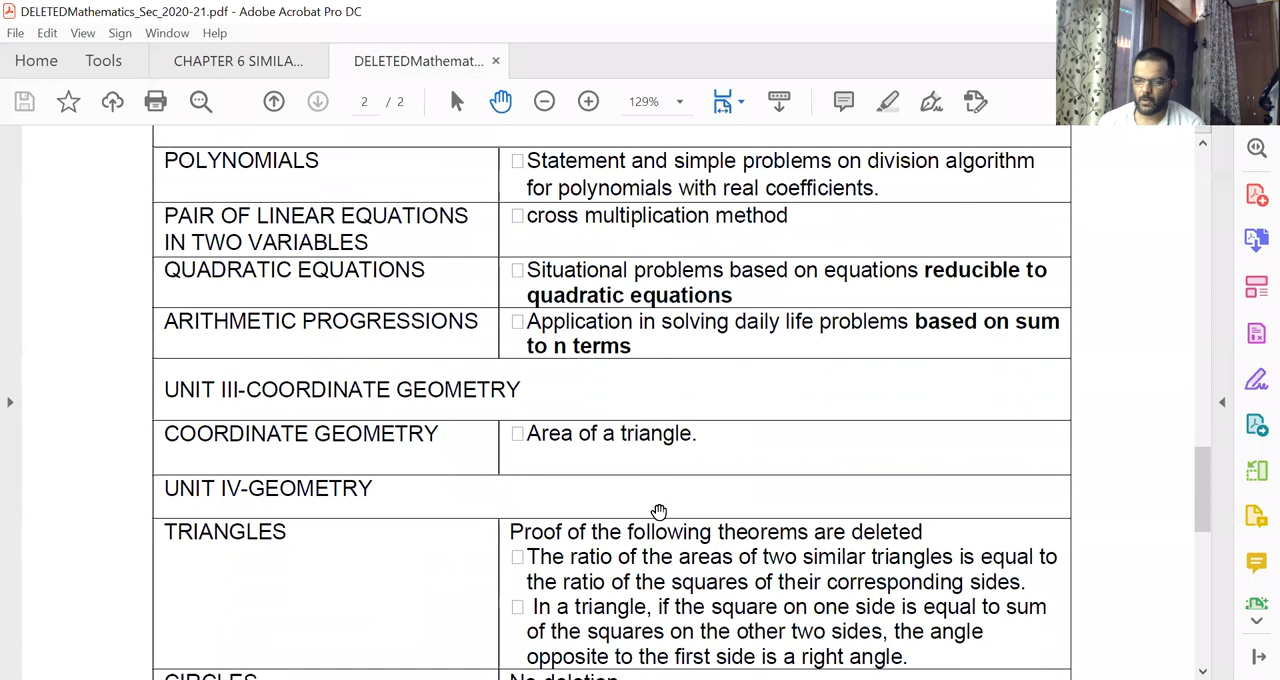 DELETEDMathematics_Sec_2020-21.pdf - Adobe Acrobat Pro DC
File Edit View Sign Window Help
Home Tools CHAPTER 6 SIMILA... DELETEDMathemat... ×
2 / 2 129%
POLYNOMIALS
Statement and simple problems on division algorithm
for polynomials with real coefficients.
PAIR OF LINEAR EQUATIONS
IN TWO VARIABLES
cross multiplication method
QUADRATIC EQUATIONS
Situational problems based on equations reducible to
quadratic equations
ARITHMETIC PROGRESSIONS
Application in solving daily life problems based on sum
to n terms
UNIT III-COORDINATE GEOMETRY
COORDINATE GEOMETRY
Area of a triangle.
UNIT IV-GEOMETRY
TRIANGLES
Proof of the following theorems are deleted
The ratio of the areas of two similar triangles is equal to
the ratio of the squares of their corresponding sides.
In a triangle, if the square on one side is equal to sum
of the squares on the other two sides, the angle
opposite to the first side is a right angle.
CIRCLES
No deletion